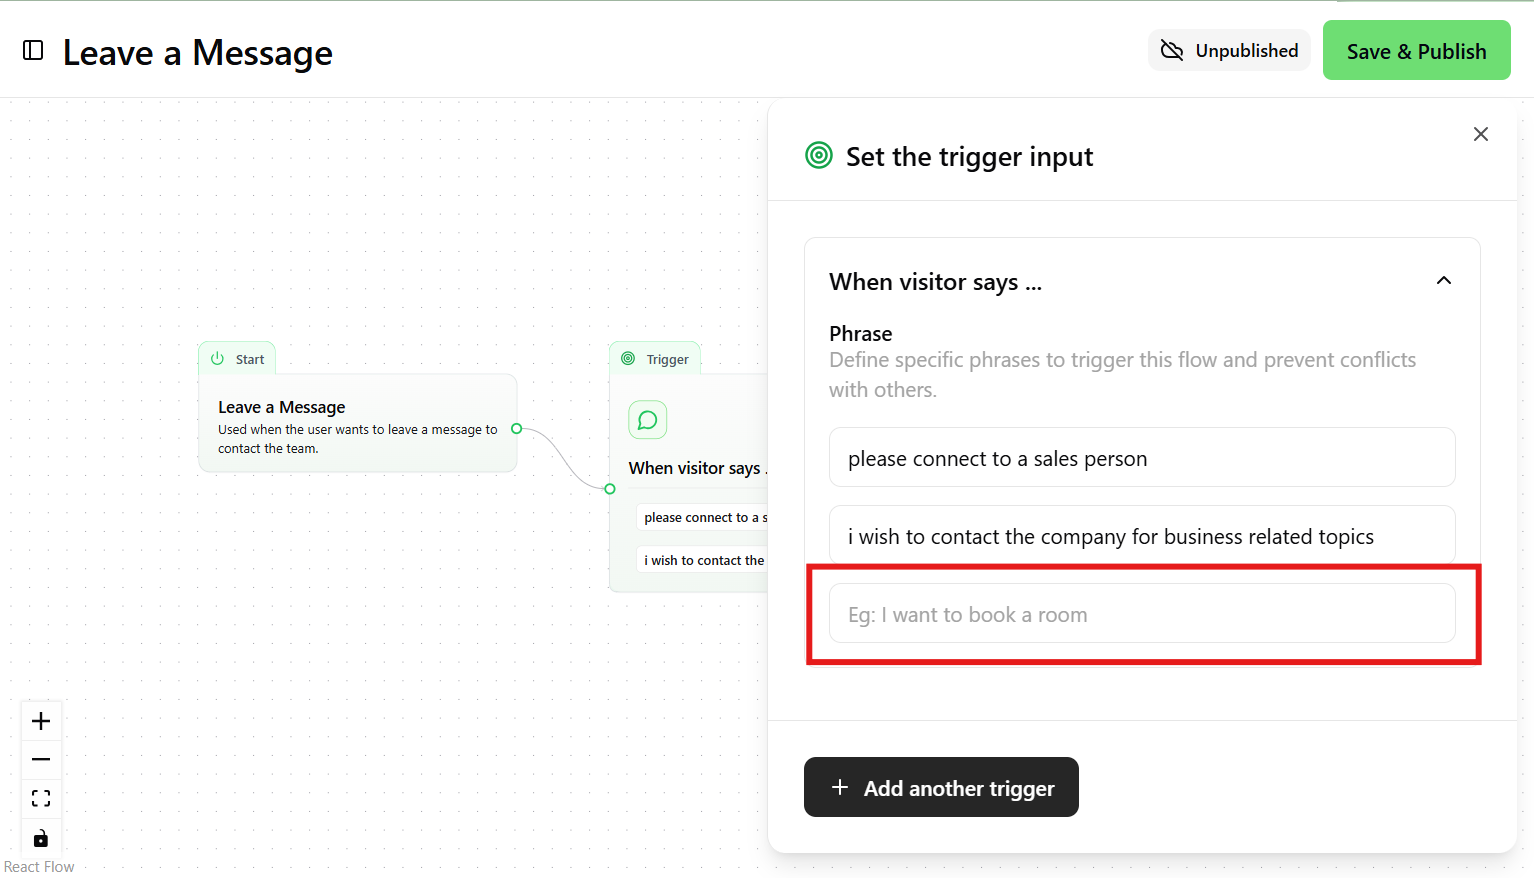 Leave a Message
Unpublished
Save & Publish
Start
Leave a Message
Used when the user wants to leave a message to
contact the team.
Trigger
When visitor says .
please connect to a s
i wish to contact the
Set the trigger input
When visitor says ...
Phrase
Define specific phrases to trigger this flow and prevent conflicts
with others.
please connect to a sales person
i wish to contact the company for business related topics
Eg: I want to book a room
Add another trigger
React Flow